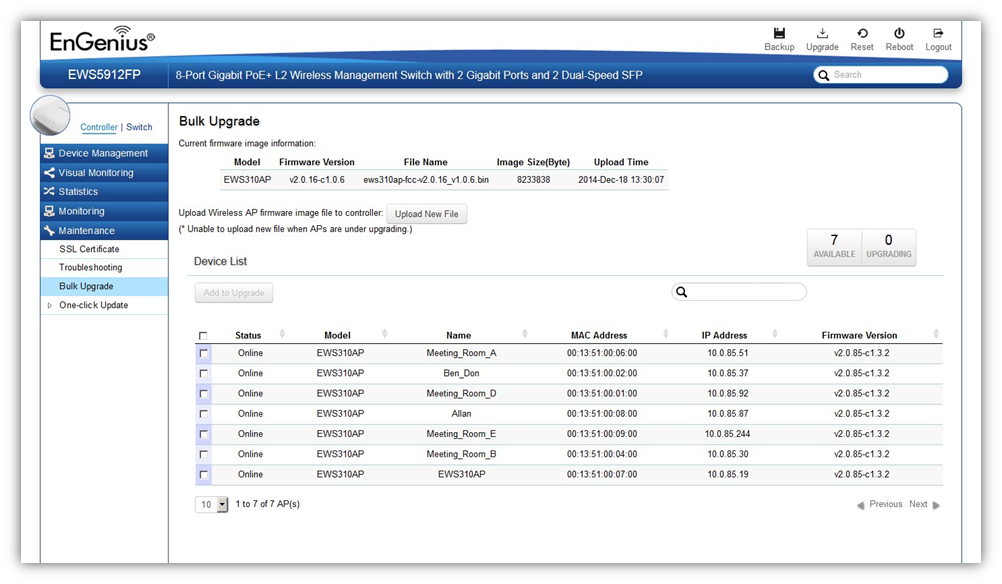 EnGenius®
Backup Upgrade Reset Reboot Logout
EWS5912FP 8-Port Gigabit PoE+ L2 Wireless Management Switch with 2 Gigabit Ports and 2 Dual-Speed SFP Search
Controller | Switch
Device Management
Visual Monitoring
Statistics
Monitoring
Maintenance
SSL Certificate
Troubleshooting
Bulk Upgrade
One-click Update
Bulk Upgrade
Current firmware image information:
Model Firmware Version File Name Image Size(Byte) Upload Time
EWS310AP v2.0.16-c1.0.6 ews310ap-fcc-v2.0.16_v1.0.6.bin 8233838 2014-Dec-18 13:30:07
Upload Wireless AP firmware image file to controller: Upload New File
(* Unable to upload new file when APs are under upgrading.)
7 0
AVAILABLE UPGRADING
Device List
Add to Upgrade
Status Model Name MAC Address IP Address Firmware Version
Online EWS310AP Meeting_Room_A 00:13:51:00:06:00 10.0.85.51 v2.0.85-c1.3.2
Online EWS310AP Ben_Don 00:13:51:00:02:00 10.0.85.37 v2.0.85-c1.3.2
Online EWS310AP Meeting_Room_D 00:13:51:00:01:00 10.0.85.92 v2.0.85-c1.3.2
Online EWS310AP Allan 00:13:51:00:08:00 10.0.85.87 v2.0.85-c1.3.2
Online EWS310AP Meeting_Room_E 00:13:51:00:09:00 10.0.85.244 v2.0.85-c1.3.2
Online EWS310AP Meeting_Room_B 00:13:51:00:04:00 10.0.85.30 v2.0.85-c1.3.2
Online EWS310AP EWS310AP 00:13:51:00:07:00 10.0.85.19 v2.0.85-c1.3.2
10 1 to 7 of 7 AP(s) Previous Next